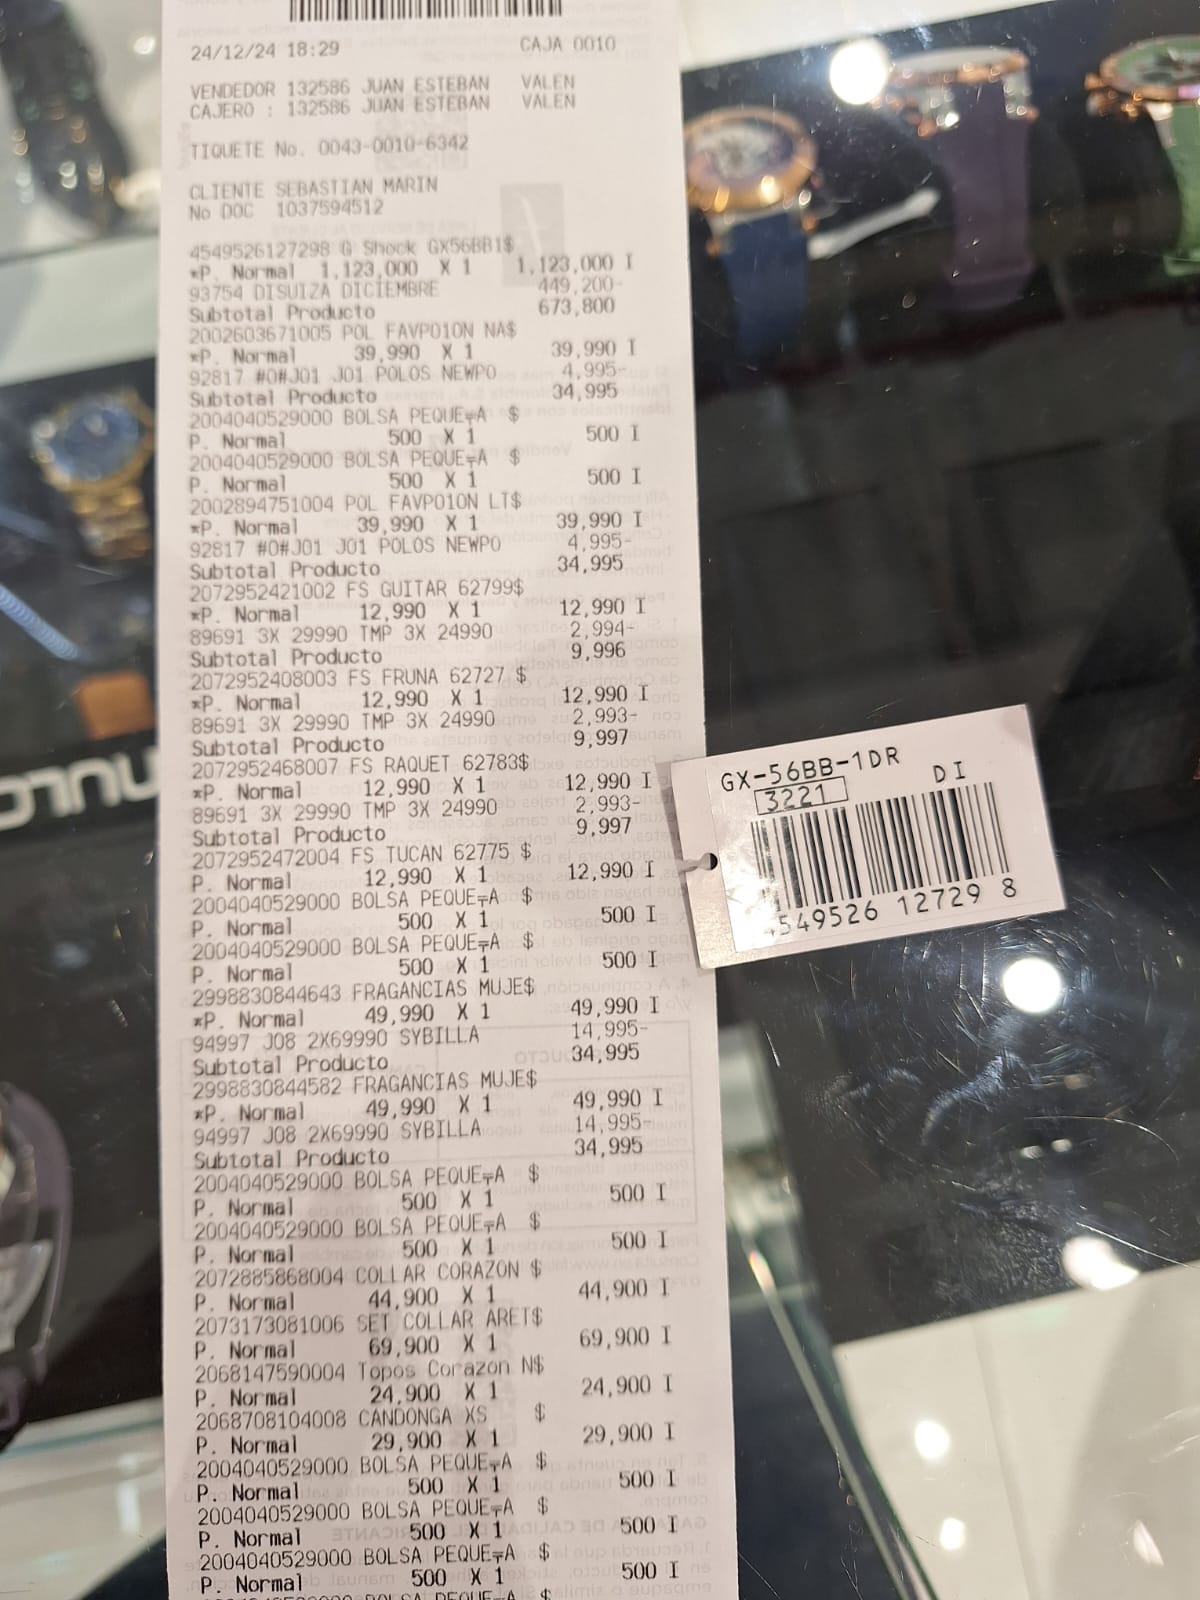 24/12/24 18:29 CAJA 0010
VENDEDOR 132586 JUAN ESTEBAN VALEN
CAJERO : 132586 JUAN ESTEBAN VALEN
TIQUETE No. 0043-0010-6342
CLIENTE SEBASTIAN MARIN
No DOC 1037594512
4549526127298 G Shock GX56BB1$
*P. Normal 1,123,000 X 1 1,123,000 I
93754 DISUIZA DICIEMBRE 449,200-
Subtotal Producto 673,800
2002603671005 POL FAVPO1ON NA$
*P. Normal 39,990 X 1 39,990 I
92817 #O#J01 J01 POLOS NEWPO 4,995-
Subtotal Producto 34,995
2004040529000 BOLSA PEQUE╤A $
P. Normal 500 X 1 500 I
2004040529000 BOLSA PEQUE╤A $
P. Normal 500 X 1 500 I
2002894751004 POL FAVPO1ON LT$
*P. Normal 39,990 X 1 39,990 I
92817 #O#J01 J01 POLOS NEWPO 4,995-
Subtotal Producto 34,995
2072952421002 FS GUITAR 62799$
*P. Normal 12,990 X 1 12,990 I
89691 3X 29990 TMP 3X 24990 2,994-
Subtotal Producto 9,996
2072952408003 FS FRUNA 62727 $
*P. Normal 12,990 X 1 12,990 I
89691 3X 29990 TMP 3X 24990 2,993-
Subtotal Producto 9,997
2072952468007 FS RAQUET 62783$
*P. Normal 12,990 X 1 12,990 I
89691 3X 29990 TMP 3X 24990 2,993-
Subtotal Producto 9,997
2072952472004 FS TUCAN 62775 $
P. Normal 12,990 X 1 12,990 I
2004040529000 BOLSA PEQUE╤A $
P. Normal 500 X 1 500 I
2004040529000 BOLSA PEQUE╤A $
P. Normal 500 X 1 500 I
2998830844643 FRAGANCIAS MUJE$
*P. Normal 49,990 X 1 49,990 I
94997 J08 2X69990 SYBILLA 14,995-
Subtotal Producto 34,995
2998830844582 FRAGANCIAS MUJE$
*P. Normal 49,990 X 1 49,990 I
94997 J08 2X69990 SYBILLA 14,995-
Subtotal Producto 34,995
2004040529000 BOLSA PEQUE╤A $
P. Normal 500 X 1 500 I
2004040529000 BOLSA PEQUE╤A $
P. Normal 500 X 1 500 I
2072885868004 COLLAR CORAZON $
P. Normal 44,900 X 1 44,900 I
2073173081006 SET COLLAR ARET$
P. Normal 69,900 X 1 69,900 I
2068147590004 Topos Corazon N$
P. Normal 24,900 X 1 24,900 I
2068708104008 CANDONGA XS $
P. Normal 29,900 X 1 29,900 I
2004040529000 BOLSA PEQUE╤A $
P. Normal 500 X 1 500 I
2004040529000 BOLSA PEQUE╤A $
P. Normal 500 X 1 500 I
2004040529000 BOLSA PEQUE╤A $
P. Normal 500 X 1 500 I
GX-56BB-1DR
3221 DI
4549526 12729 8